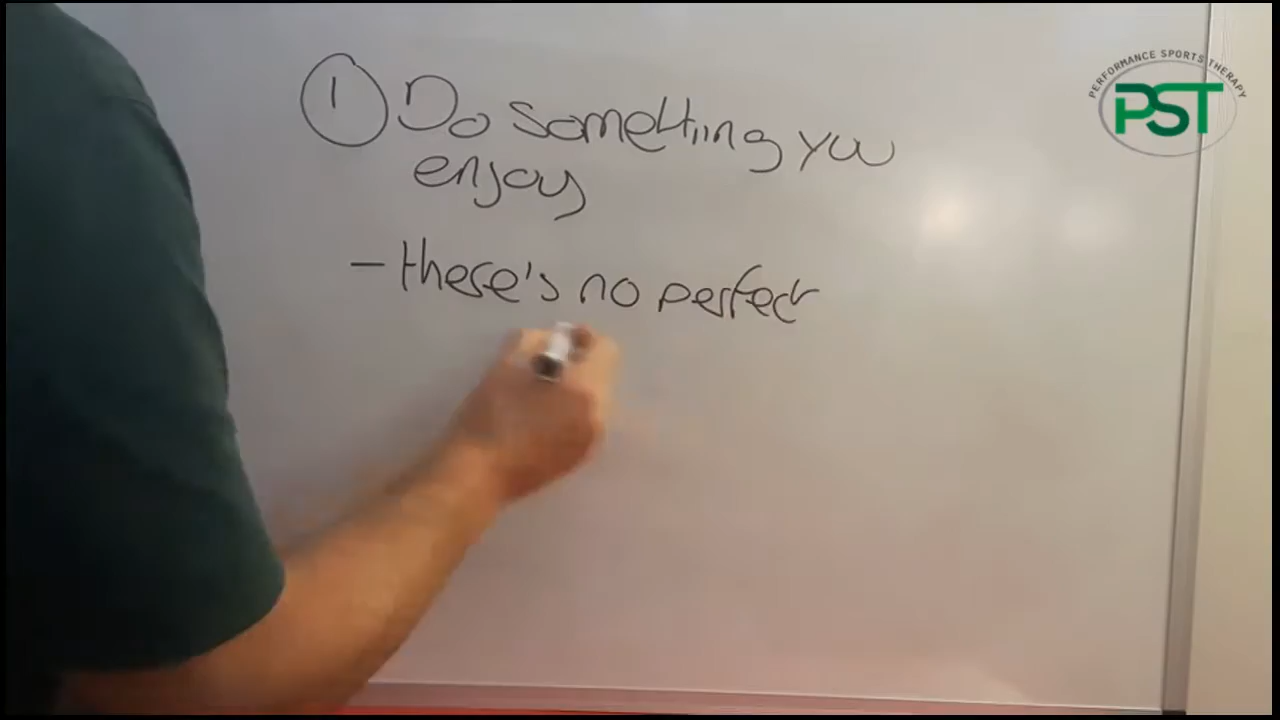 ① Do something you
enjoy
- there's no perfect
PERFORMANCE SPORTS THERAPY
PST